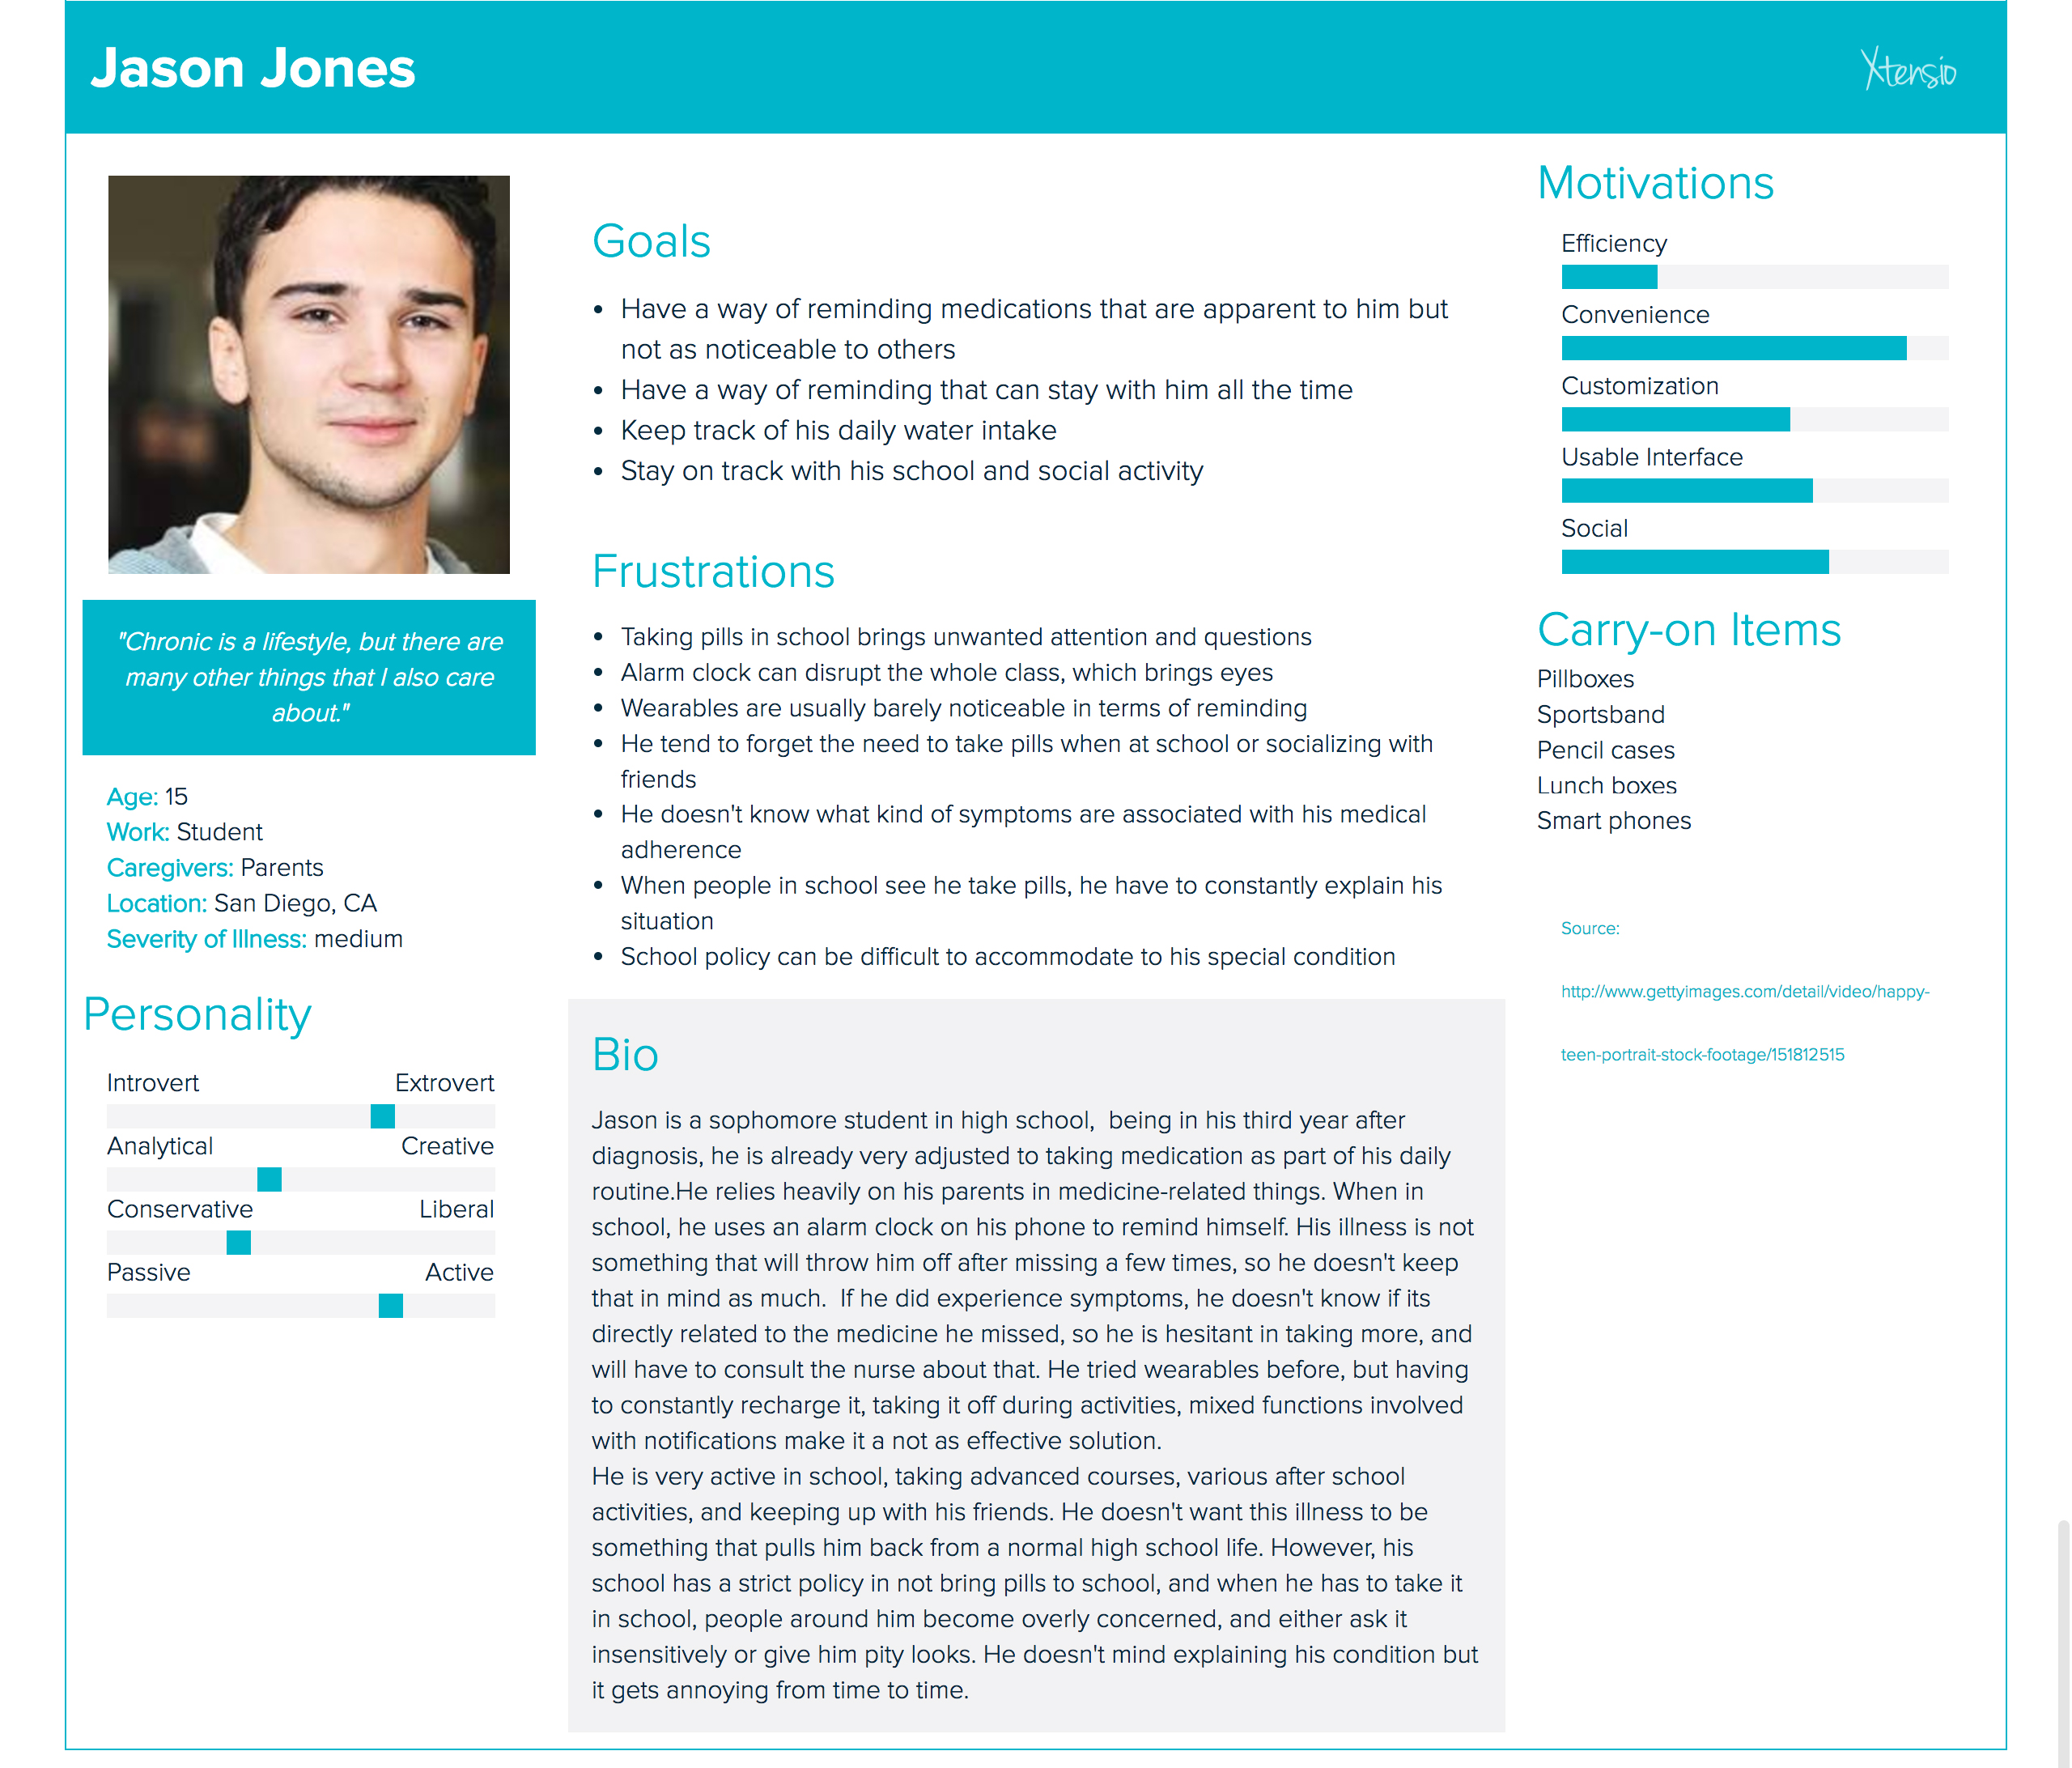 Jason Jones
Xtensio
"Chronic is a lifestyle, but there are
many other things that I also care
about."
Age: 15
Work: Student
Caregivers: Parents
Location: San Diego, CA
Severity of Illness: medium
Personality
Introvert Extrovert
Analytical Creative
Conservative Liberal
Passive Active
Goals
• Have a way of reminding medications that are apparent to him but
not as noticeable to others
• Have a way of reminding that can stay with him all the time
• Keep track of his daily water intake
• Stay on track with his school and social activity
Frustrations
• Taking pills in school brings unwanted attention and questions
• Alarm clock can disrupt the whole class, which brings eyes
• Wearables are usually barely noticeable in terms of reminding
• He tend to forget the need to take pills when at school or socializing with
friends
• He doesn't know what kind of symptoms are associated with his medical
adherence
• When people in school see he take pills, he have to constantly explain his
situation
• School policy can be difficult to accommodate to his special condition
Bio
Jason is a sophomore student in high school,  being in his third year after
diagnosis, he is already very adjusted to taking medication as part of his daily
routine.He relies heavily on his parents in medicine-related things. When in
school, he uses an alarm clock on his phone to remind himself. His illness is not
something that will throw him off after missing a few times, so he doesn't keep
that in mind as much.  If he did experience symptoms, he doesn't know if its
directly related to the medicine he missed, so he is hesitant in taking more, and
will have to consult the nurse about that. He tried wearables before, but having
to constantly recharge it, taking it off during activities, mixed functions involved
with notifications make it a not as effective solution.
He is very active in school, taking advanced courses, various after school
activities, and keeping up with his friends. He doesn't want this illness to be
something that pulls him back from a normal high school life. However, his
school has a strict policy in not bring pills to school, and when he has to take it
in school, people around him become overly concerned, and either ask it
insensitively or give him pity looks. He doesn't mind explaining his condition but
it gets annoying from time to time.
Motivations
Efficiency
Convenience
Customization
Usable Interface
Social
Carry-on Items
Pillboxes
Sportsband
Pencil cases
Lunch boxes
Smart phones
Source:
http://www.gettyimages.com/detail/video/happy-
teen-portrait-stock-footage/151812515